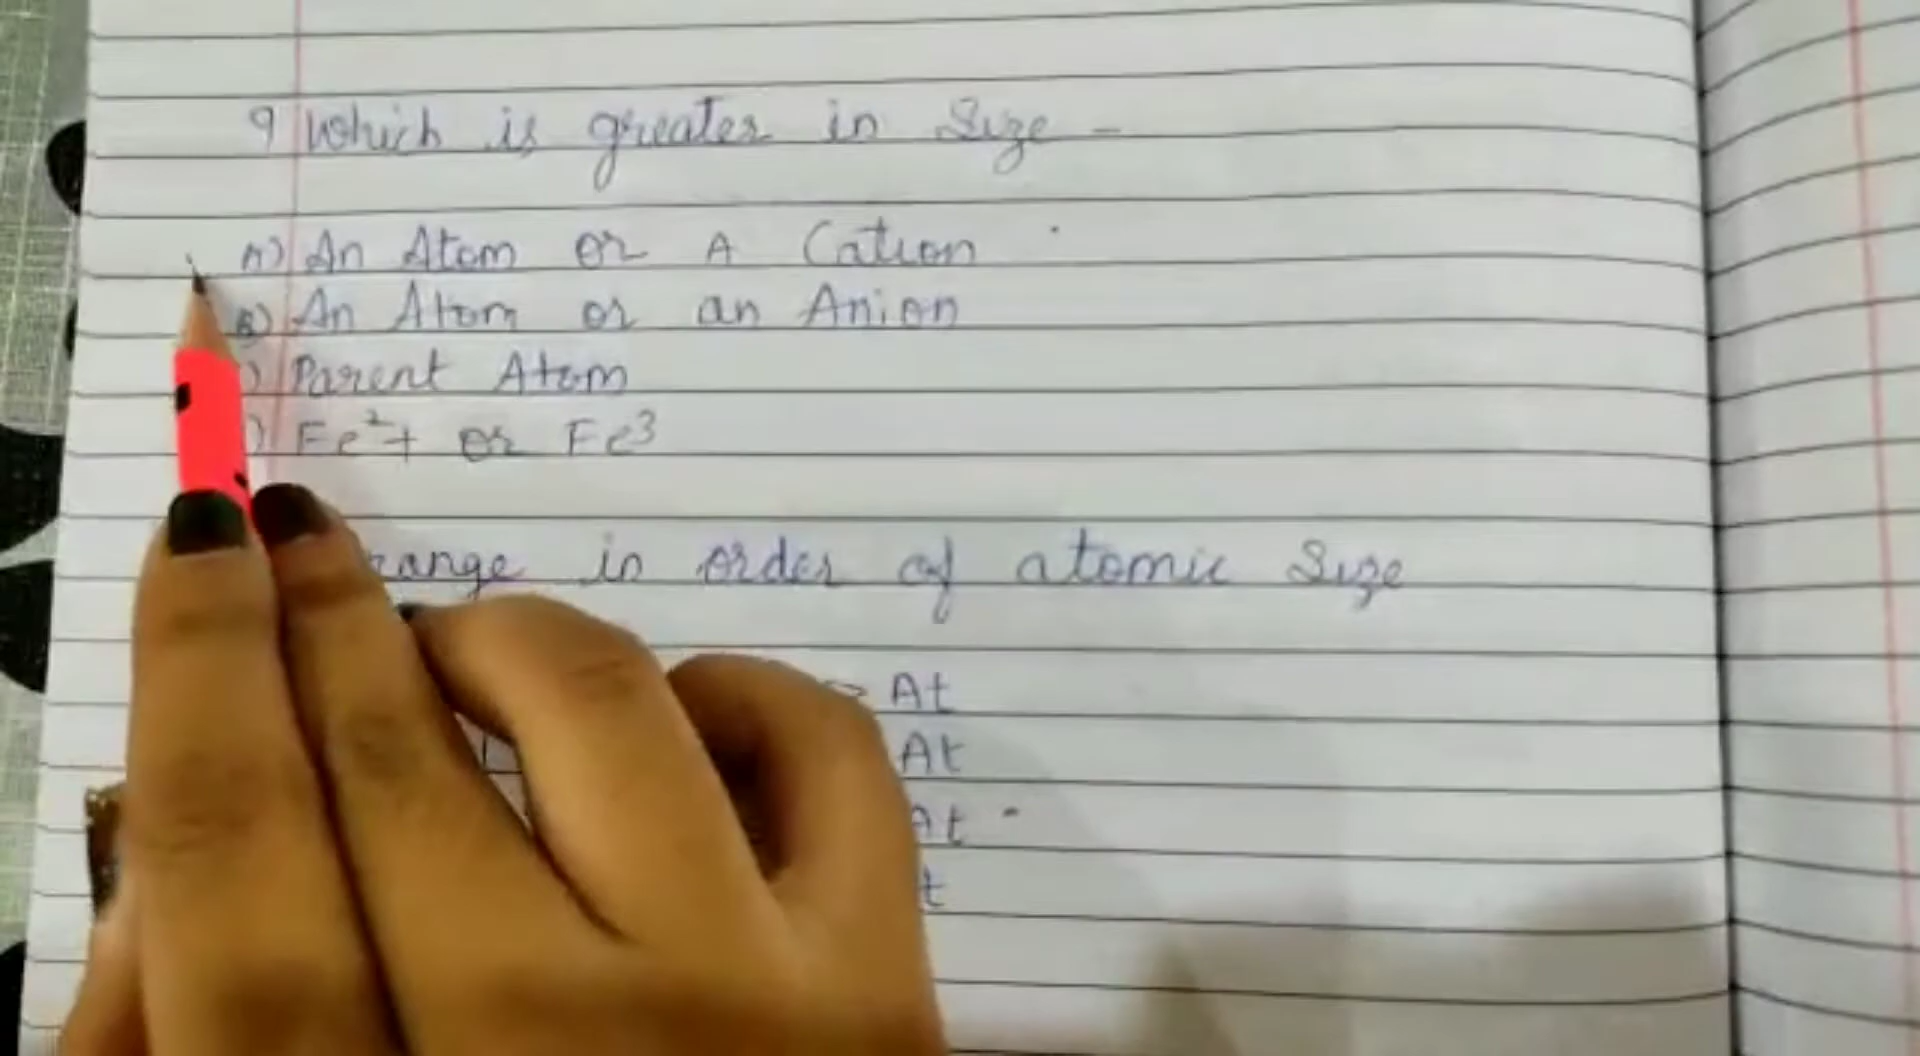 9 Which is greater in Size -
A) An Atom or A Cation
B) An Atom or an Anion
) Parent Atom
) Fe²+ or Fe³
range in order of atomic Size
At
At
At
t